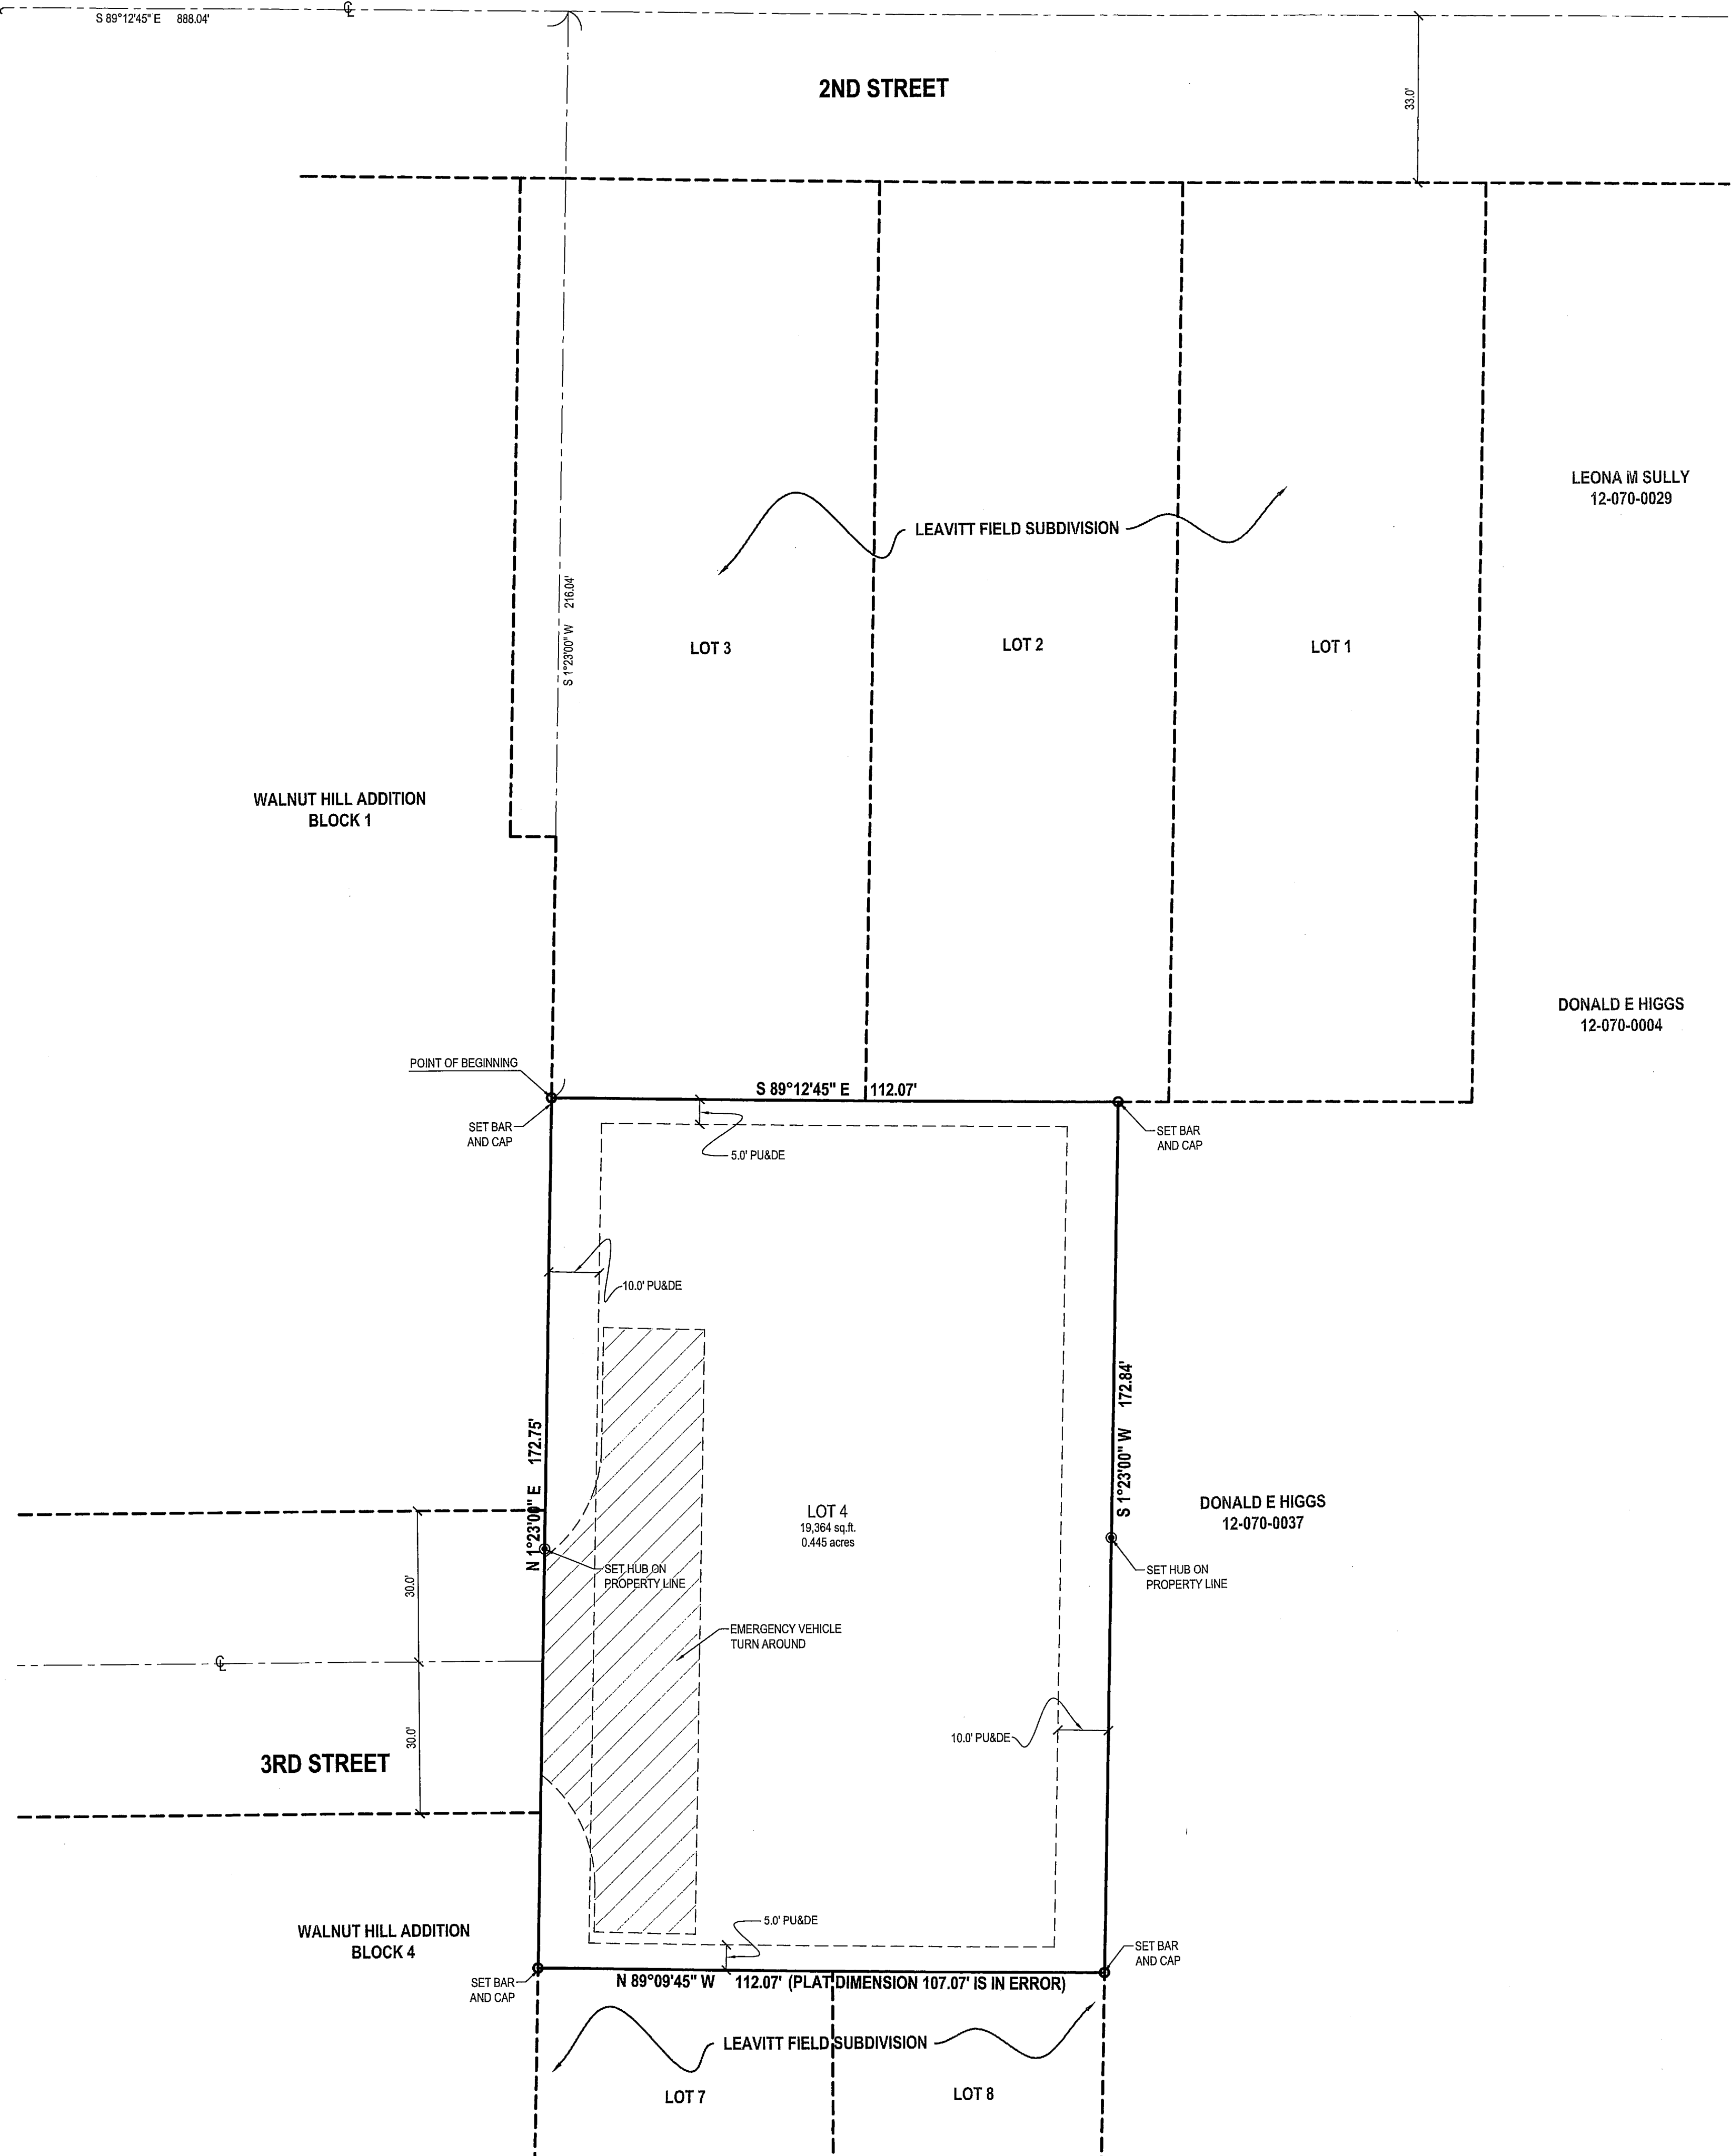 S 89°12'45" E 888.04'
℄
2ND STREET
33.0'
LEONA M SULLY
12-070-0029
LEAVITT FIELD SUBDIVISION
S 1°23'00" W 216.04'
LOT 3
LOT 2
LOT 1
WALNUT HILL ADDITION
BLOCK 1
DONALD E HIGGS
12-070-0004
POINT OF BEGINNING
S 89°12'45" E 112.07'
SET BAR
AND CAP
SET BAR
AND CAP
5.0' PU&DE
10.0' PU&DE
N 1°23'00" E 172.75'
S 1°23'00" W 172.84'
LOT 4
19,364 sq.ft.
0.445 acres
DONALD E HIGGS
12-070-0037
SET HUB ON
PROPERTY LINE
SET HUB ON
PROPERTY LINE
30.0'
EMERGENCY VEHICLE
TURN AROUND
℄
30.0'
10.0' PU&DE
3RD STREET
5.0' PU&DE
WALNUT HILL ADDITION
BLOCK 4
SET BAR
AND CAP
SET BAR
AND CAP
N 89°09'45" W 112.07' (PLAT DIMENSION 107.07' IS IN ERROR)
LEAVITT FIELD SUBDIVISION
LOT 7
LOT 8